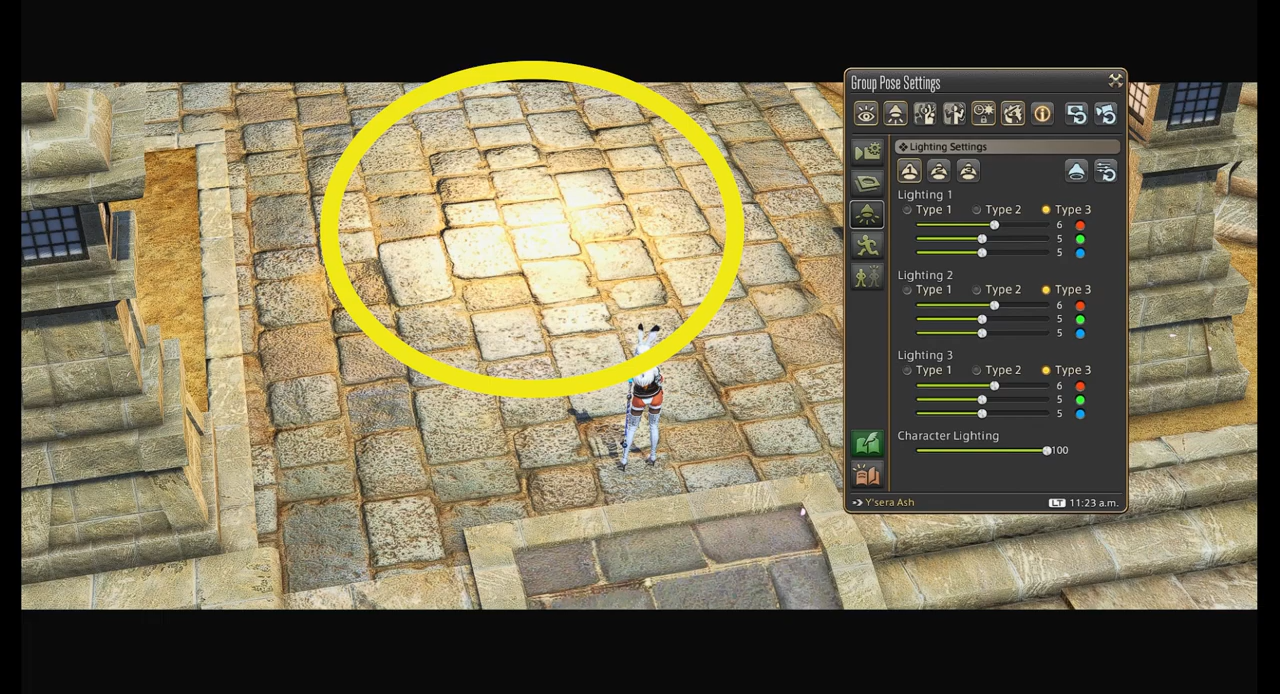 Group Pose Settings
Lighting Settings
Lighting 1
Type 1 Type 2 Type 3
6
5
5
Lighting 2
Type 1 Type 2 Type 3
6
5
5
Lighting 3
Type 1 Type 2 Type 3
6
5
5
Character Lighting
100
Y'sera Ash LT 11:23 a.m.